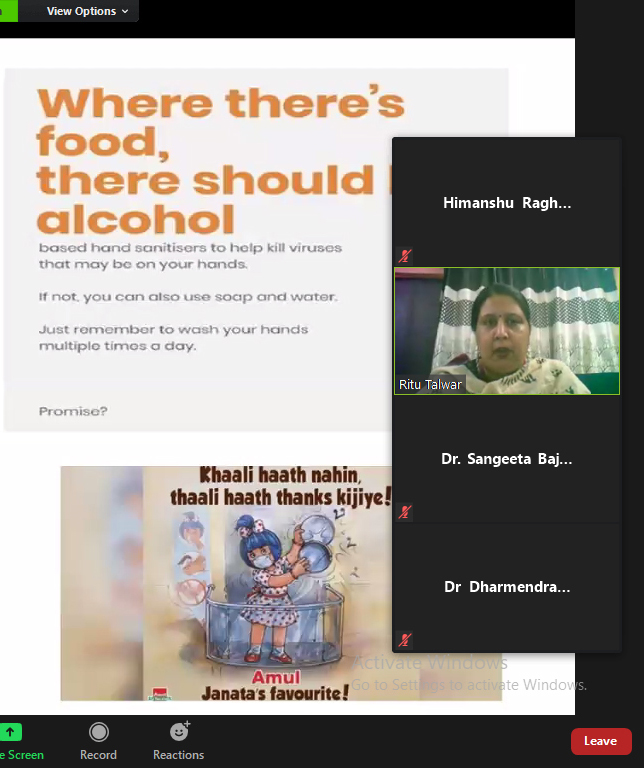 View Options
Where there's
food,
there should
alcohol
based hand sanitisers to help kill viruses
that may be on your hands.
If not, you can also use soap and water.
Just remember to wash your hands
multiple times a day.
Promise?
Himanshu Ragh...
Ritu Talwar
Dr. Sangeeta Baj...
Dr Dharmendra...
Khaali haath nahin,
thaali haath thanks kijiye!
Amul
Janata's favourite!
Activate Windows
Go to Settings to activate Windows.
e Screen
Record
Reactions
Leave